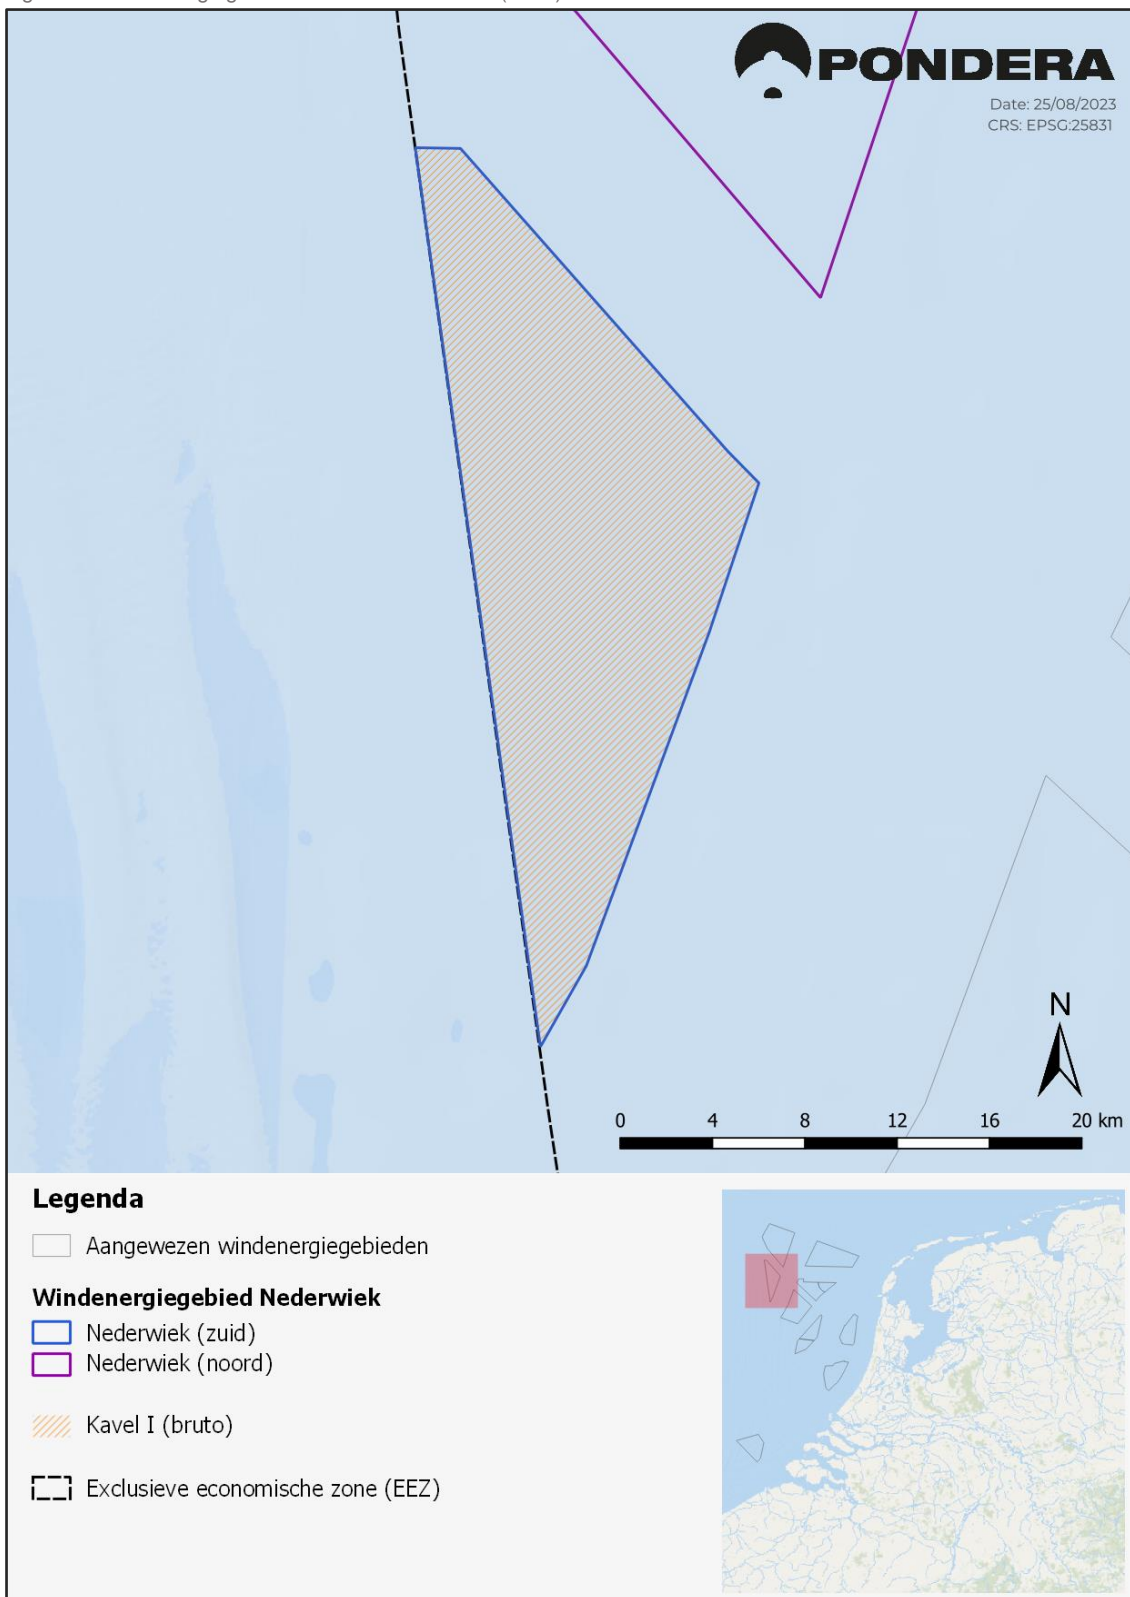 PONDERA
Date: 25/08/2023
CRS: EPSG:25831
N
0 4 8 12 16 20 km
Legenda
Aangewezen windenergiegebieden
Windenergiegebied Nederwiek
Nederwiek (zuid)
Nederwiek (noord)
Kavel I (bruto)
Exclusieve economische zone (EEZ)